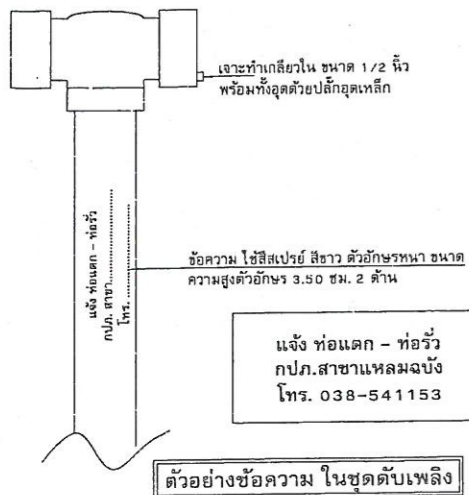 เจาะทำเกลียวใน ขนาด 1/2 นิ้ว
พร้อมทั้งอุดด้วยปลั๊กอุดเหล็ก
แจ้ง ท่อแตก – ท่อรั่ว
กปภ. สาขา....................
โทร. ..............................
ข้อความ ใช้สีสเปรย์ สีขาว ตัวอักษรหนา ขนาด
ความสูงตัวอักษร 3.50 ซม. 2 ด้าน
แจ้ง ท่อแตก – ท่อรั่ว
กปภ.สาขาแหลมฉบัง
โทร. 038-541153
ตัวอย่างข้อความ ในชุดดับเพลิง